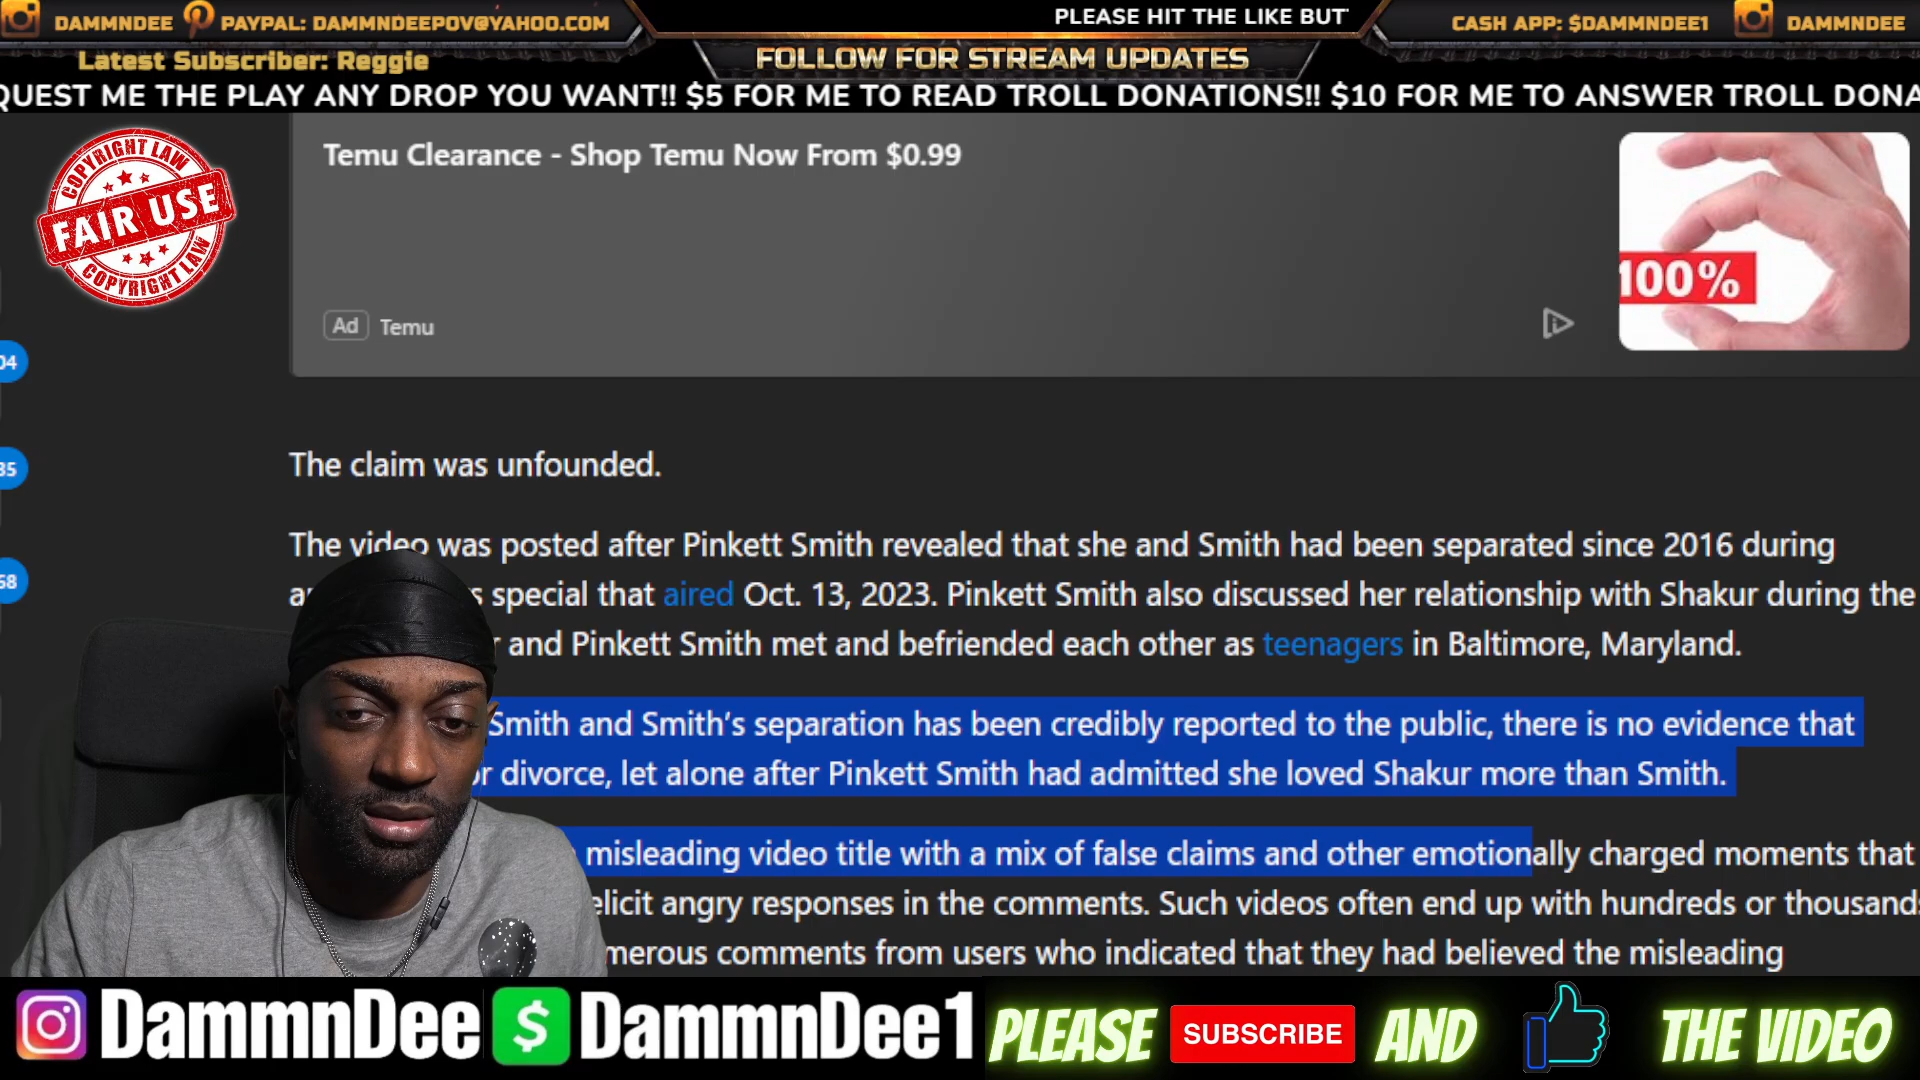 DAMMNDEE PAYPAL: DAMMNDEEPOV@YAHOO.COM
PLEASE HIT THE LIKE BUT
CASH APP: $DAMMNDEE1 DAMMNDEE
Latest Subscriber: Reggie
FOLLOW FOR STREAM UPDATES
QUEST ME THE PLAY ANY DROP YOU WANT!! $5 FOR ME TO READ TROLL DONATIONS!! $10 FOR ME TO ANSWER TROLL DONA
COPYRIGHT LAW
FAIR USE
COPYRIGHT LAW
Temu Clearance - Shop Temu Now From $0.99
100%
Ad Temu
04
35
58
The claim was unfounded.
The video was posted after Pinkett Smith revealed that she and Smith had been separated since 2016 during
special that aired Oct. 13, 2023. Pinkett Smith also discussed her relationship with Shakur during the
and Pinkett Smith met and befriended each other as teenagers in Baltimore, Maryland.
Smith and Smith's separation has been credibly reported to the public, there is no evidence that
or divorce, let alone after Pinkett Smith had admitted she loved Shakur more than Smith.
misleading video title with a mix of false claims and other emotionally charged moments that
elicit angry responses in the comments. Such videos often end up with hundreds or thousands
merous comments from users who indicated that they had believed the misleading
DammnDee $ DammnDee1 PLEASE SUBSCRIBE AND THE VIDEO